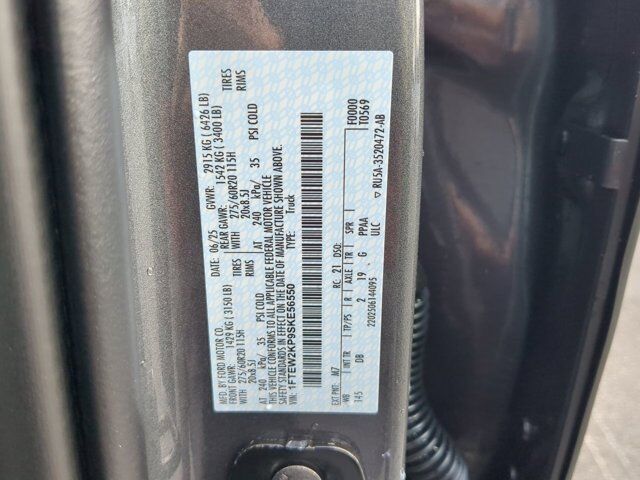 MFD. BY FORD MOTOR CO.
DATE: 06/25 GVWR: 2915 KG ( 6426 LB)
FRONT GAWR: 1429 KG ( 3150 LB) REAR GAWR: 1542 KG ( 3400 LB)
WITH 275/60R20 115H TIRES WITH 275/60R20 115H TIRES
20x8.5J RIMS 20x8.5J RIMS
AT 240 kPa/ 35 PSI COLD AT 240 kPa/ 35 PSI COLD
THIS VEHICLE CONFORMS TO ALL APPLICABLE FEDERAL MOTOR VEHICLE
SAFETY STANDARDS IN EFFECT ON THE DATE OF MANUFACTURE SHOWN ABOVE.
VIN: 1FTEW2KP9SKE56550 TYPE: Truck
F0000
T0569
EXT PNT: M7 RC: 21 DSO:
WB INT TR TP/PS R AXLE TR SPR
145 DB 2 19 G PPAA
ULC
2202506144095 ▽ RU5A-3520472-AB